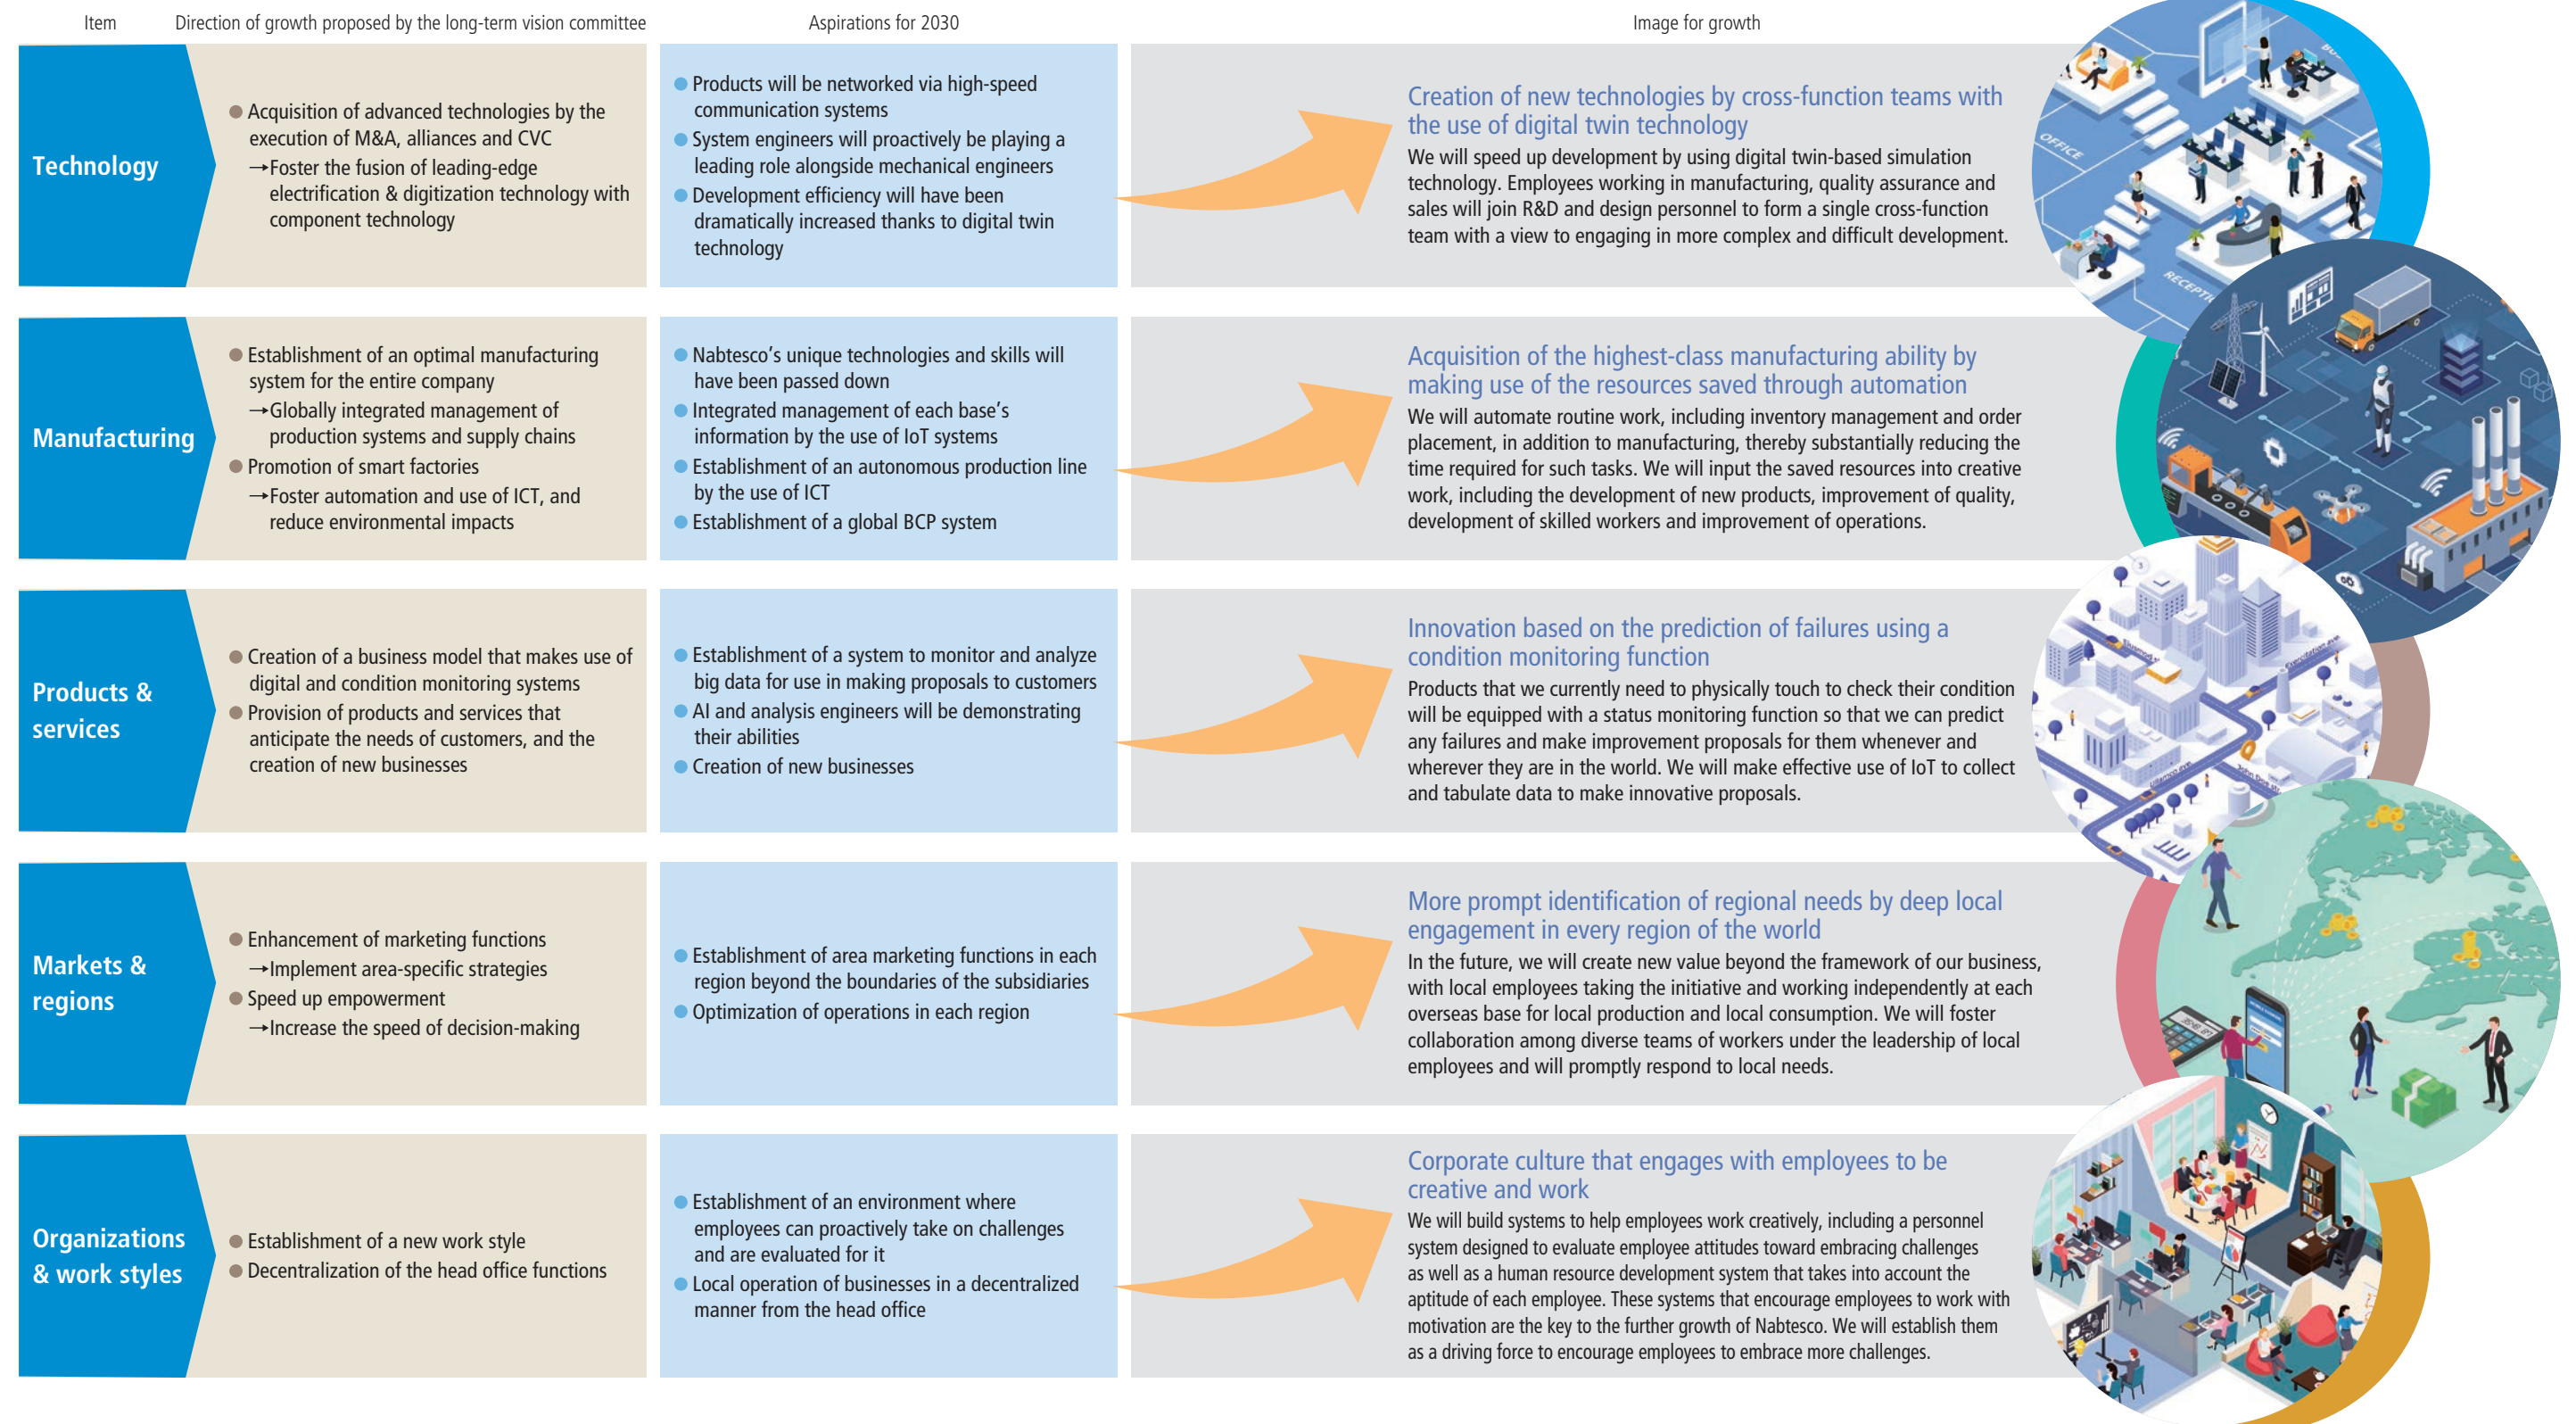 Item
Direction of growth proposed by the long-term vision committee
Aspirations for 2030
Image for growth
Technology
● Acquisition of advanced technologies by the
execution of M&A, alliances and CVC
→Foster the fusion of leading-edge
electrification & digitization technology with
component technology
● Products will be networked via high-speed
communication systems
● System engineers will proactively be playing a
leading role alongside mechanical engineers
● Development efficiency will have been
dramatically increased thanks to digital twin
technology
Creation of new technologies by cross-function teams with
the use of digital twin technology
We will speed up development by using digital twin-based simulation
technology. Employees working in manufacturing, quality assurance and
sales will join R&D and design personnel to form a single cross-function
team with a view to engaging in more complex and difficult development.
OFFICE
Manufacturing
● Establishment of an optimal manufacturing
system for the entire company
→Globally integrated management of
production systems and supply chains
● Promotion of smart factories
→Foster automation and use of ICT, and
reduce environmental impacts
● Nabtesco's unique technologies and skills will
have been passed down
● Integrated management of each base's
information by the use of IoT systems
● Establishment of an autonomous production line
by the use of ICT
● Establishment of a global BCP system
Acquisition of the highest-class manufacturing ability by
making use of the resources saved through automation
We will automate routine work, including inventory management and order
placement, in addition to manufacturing, thereby substantially reducing the
time required for such tasks. We will input the saved resources into creative
work, including the development of new products, improvement of quality,
development of skilled workers and improvement of operations.
Products &
services
● Creation of a business model that makes use of
digital and condition monitoring systems
● Provision of products and services that
anticipate the needs of customers, and the
creation of new businesses
● Establishment of a system to monitor and analyze
big data for use in making proposals to customers
● AI and analysis engineers will be demonstrating
their abilities
● Creation of new businesses
Innovation based on the prediction of failures using a
condition monitoring function
Products that we currently need to physically touch to check their condition
will be equipped with a status monitoring function so that we can predict
any failures and make improvement proposals for them whenever and
wherever they are in the world. We will make effective use of IoT to collect
and tabulate data to make innovative proposals.
Markets &
regions
● Enhancement of marketing functions
→Implement area-specific strategies
● Speed up empowerment
→Increase the speed of decision-making
● Establishment of area marketing functions in each
region beyond the boundaries of the subsidiaries
● Optimization of operations in each region
More prompt identification of regional needs by deep local
engagement in every region of the world
In the future, we will create new value beyond the framework of our business,
with local employees taking the initiative and working independently at each
overseas base for local production and local consumption. We will foster
collaboration among diverse teams of workers under the leadership of local
employees and will promptly respond to local needs.
Organizations
& work styles
● Establishment of a new work style
● Decentralization of the head office functions
● Establishment of an environment where
employees can proactively take on challenges
and are evaluated for it
● Local operation of businesses in a decentralized
manner from the head office
Corporate culture that engages with employees to be
creative and work
We will build systems to help employees work creatively, including a personnel
system designed to evaluate employee attitudes toward embracing challenges
as well as a human resource development system that takes into account the
aptitude of each employee. These systems that encourage employees to work with
motivation are the key to the further growth of Nabtesco. We will establish them
as a driving force to encourage employees to embrace more challenges.